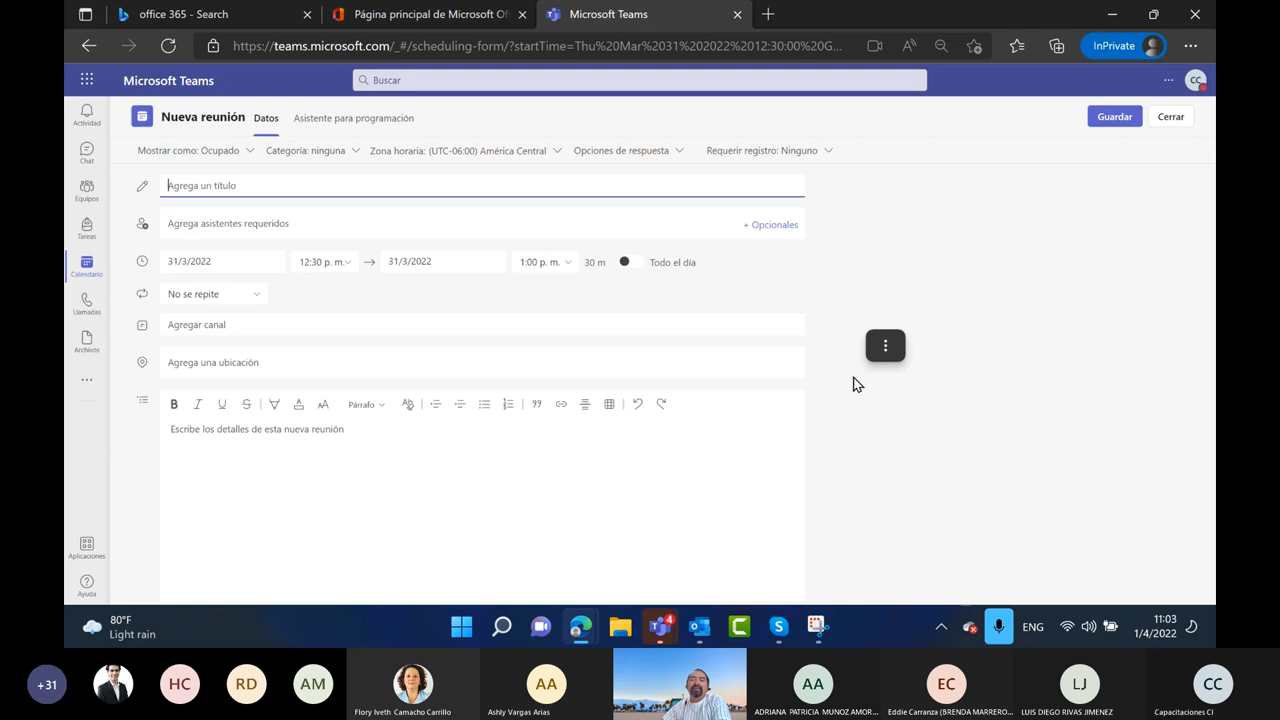 office 365 - Search
Página principal de Microsoft Of
Microsoft Teams
https://teams.microsoft.com/_#/scheduling-form/?startTime=Thu%20Mar%2031%202022%2012:30:00%20G...
InPrivate
Microsoft Teams
Buscar
CC
Actividad
Chat
Equipos
Tareas
Calendario
Llamadas
Archivos
Aplicaciones
Ayuda
Nueva reunión
Datos
Asistente para programación
Guardar
Cerrar
Mostrar como: Ocupado
Categoría: ninguna
Zona horaria: (UTC-06:00) América Central
Opciones de respuesta
Requerir registro: Ninguno
Agrega un título
Agrega asistentes requeridos
+ Opcionales
31/3/2022
12:30 p. m.
31/3/2022
1:00 p. m.
30 m
Todo el día
No se repite
Agregar canal
Agrega una ubicación
Párrafo
Escribe los detalles de esta nueva reunión
80°F
Light rain
4
ENG
11:03
1/4/2022
+31
HC
RD
AM
Flory Iveth Camacho Carrillo
AA
Ashly Vargas Arias
AA
ADRIANA PATRICIA MUNOZ AMOR...
EC
Eddie Carranza (BRENDA MARRERO...
LJ
LUIS DIEGO RIVAS JIMENEZ
CC
Capacitaciones CI